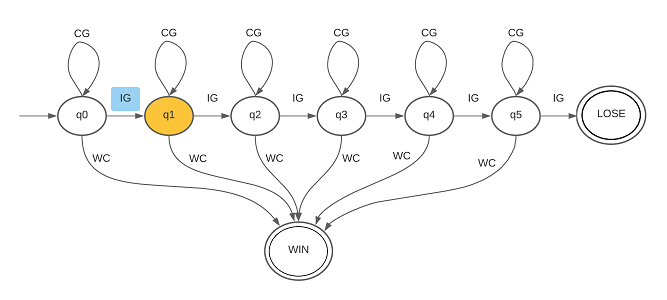 CG CG CG CG CG CG
IG IG IG IG IG IG
q0 q1 q2 q3 q4 q5 LOSE
WC WC WC WC WC WC
WIN